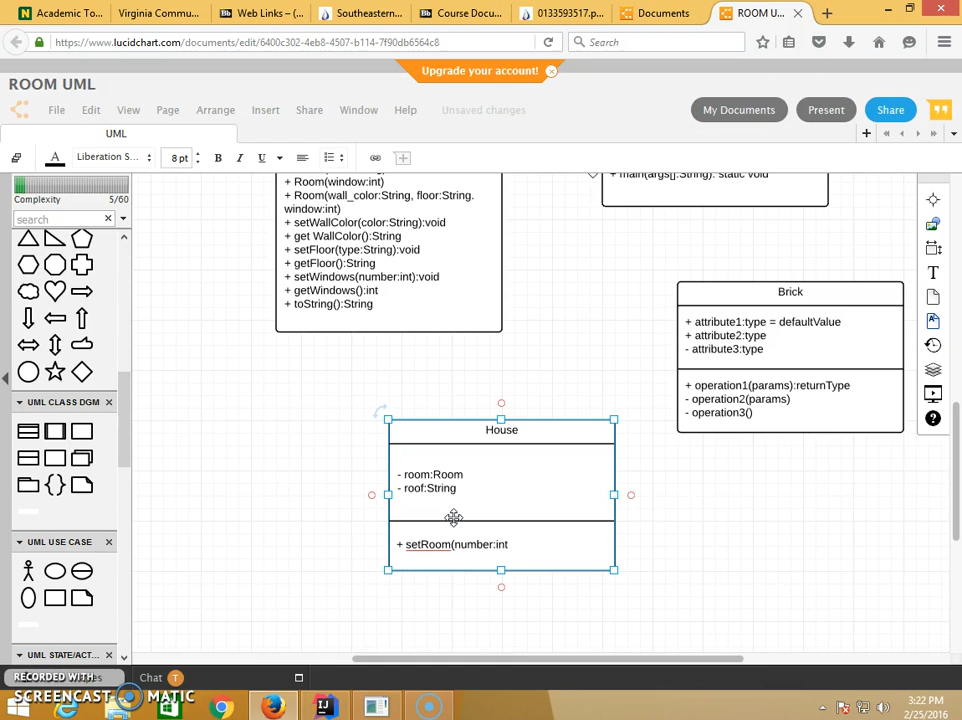 Academic To...
Virginia Commu...
Web Links – (...
Southeastern...
Course Docu...
0133593517.p...
Documents
ROOM U...
https://www.lucidchart.com/documents/edit/6400c302-4eb8-4507-b114-7f90db6564c8
Search
Upgrade your account!
ROOM UML
File Edit View Page Arrange Insert Share Window Help Unsaved changes
My Documents Present Share
UML
Liberation S... 8 pt B I U
Complexity 5/60
search
UML CLASS DGM
UML USE CASE
UML STATE/ACT...
+ Room(window:int)
+ Room(wall_color:String, floor:String.
window:int)
+ setWallColor(color:String):void
+ get WallColor():String
+ setFloor(type:String):void
+ getFloor():String
+ setWindows(number:int):void
+ getWindows():int
+ toString():String
+ main(args[]:String): static void
Brick
+ attribute1:type = defaultValue
+ attribute2:type
- attribute3:type
+ operation1(params):returnType
- operation2(params)
- operation3()
House
- room:Room
- roof:String
+ setRoom(number:int
Chat T
RECORDED WITH
SCREENCAST MATIC
3:22 PM
2/25/2016